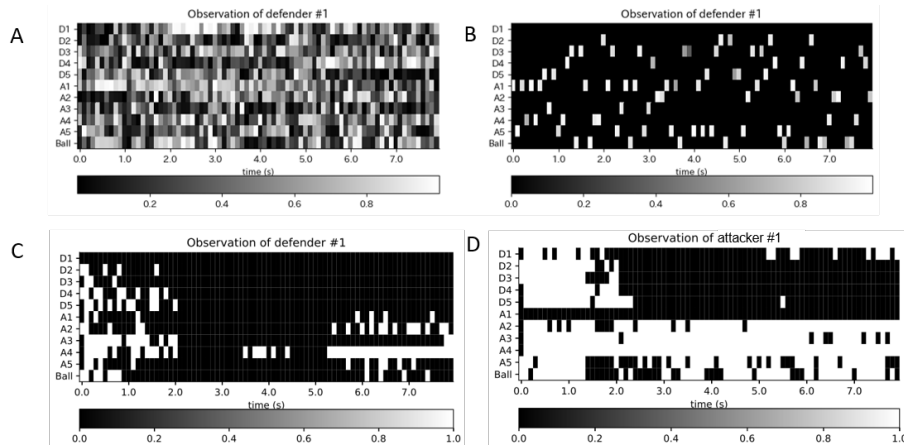 A
Observation of defender #1
D1
D2
D3
D4
D5
A1
A2
A3
A4
A5
Ball
0.0 1.0 2.0 3.0 4.0 5.0 6.0 7.0
time (s)
0.2 0.4 0.6 0.8
B
Observation of defender #1
D1
D2
D3
D4
D5
A1
A2
A3
A4
A5
Ball
0.0 1.0 2.0 3.0 4.0 5.0 6.0 7.0
time (s)
0.0 0.2 0.4 0.6 0.8
C
Observation of defender #1
D1
D2
D3
D4
D5
A1
A2
A3
A4
A5
Ball
0.0 1.0 2.0 3.0 4.0 5.0 6.0 7.0
time (s)
0.0 0.2 0.4 0.6 0.8 1.0
D
Observation of attacker #1
D1
D2
D3
D4
D5
A1
A2
A3
A4
A5
Ball
0.0 1.0 2.0 3.0 4.0 5.0 6.0 7.0
time (s)
0.0 0.2 0.4 0.6 0.8 1.0